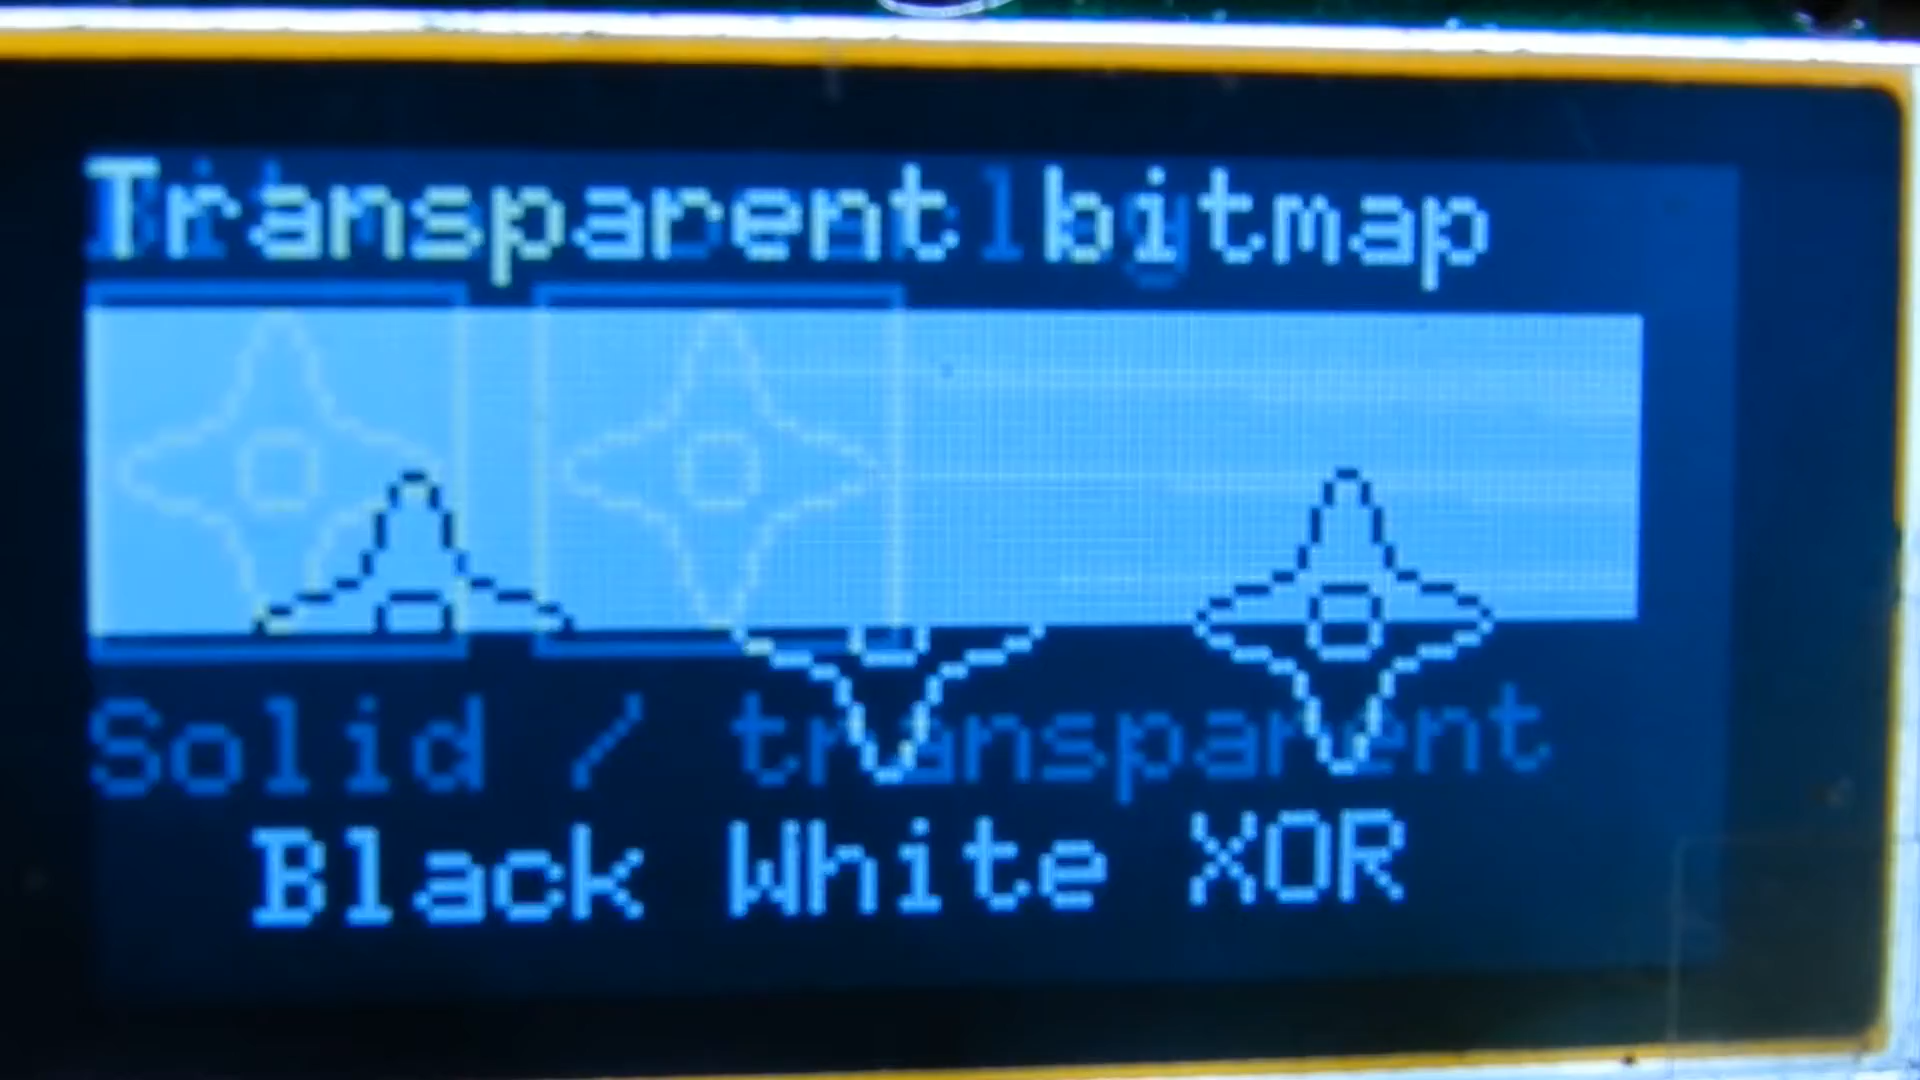 Transparent bitmap
Solid / transparent
Black White XOR